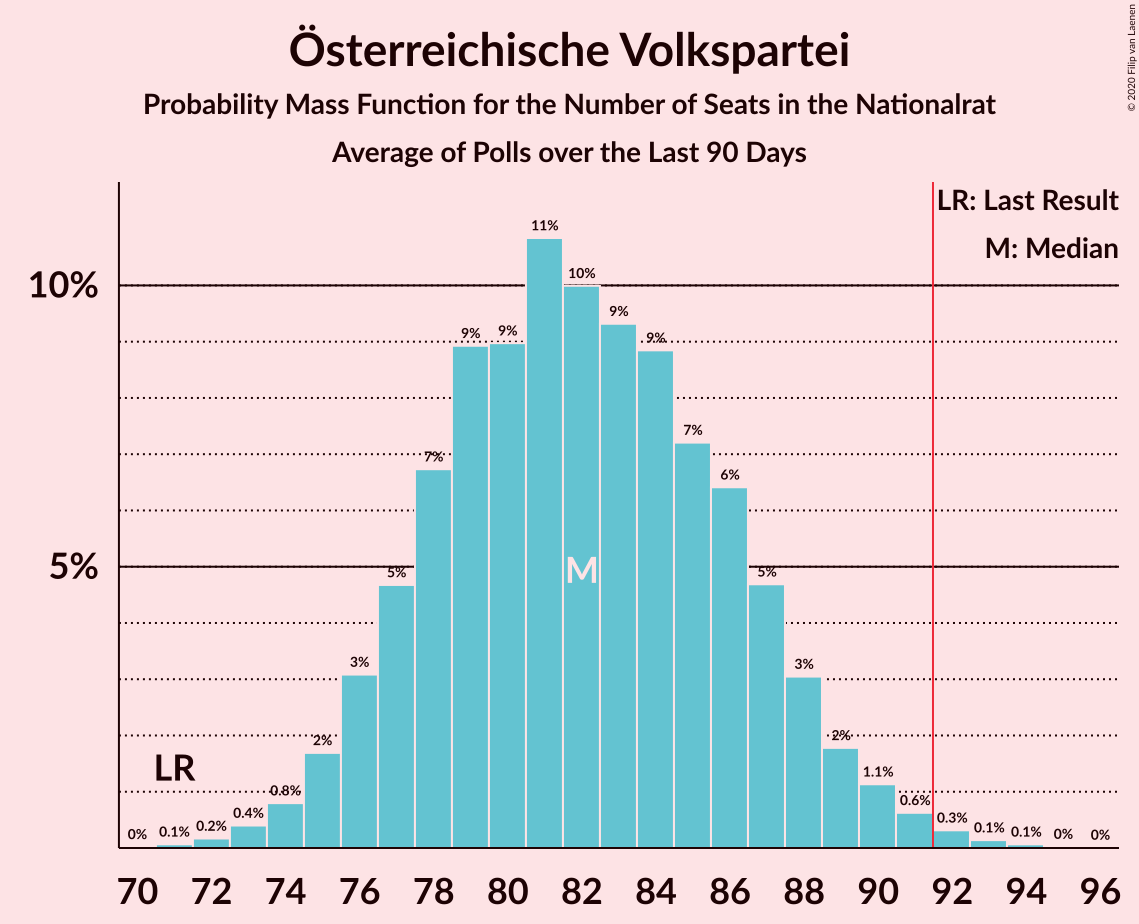 Österreichische Volkspartei
Probability Mass Function for the Number of Seats in the Nationalrat
Average of Polls over the Last 90 Days
© 2020 Filip van Laenen
LR: Last Result
M: Median
10%
5%
0% 0.1% 0.2% 0.4% 0.8% 2% 3% 5% 7% 9% 9% 11% 10% 9% 9% 7% 6% 5% 3% 2% 1.1% 0.6% 0.3% 0.1% 0.1% 0% 0%
M
LR
70 72 74 76 78 80 82 84 86 88 90 92 94 96